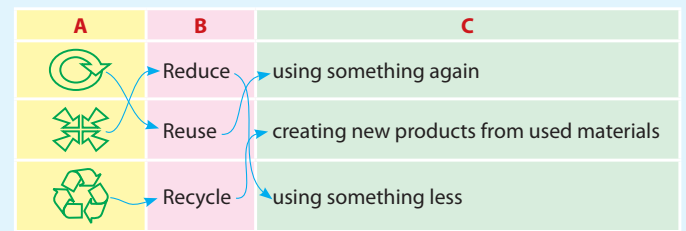 A B C
Reduce using something again
Reuse creating new products from used materials
Recycle using something less